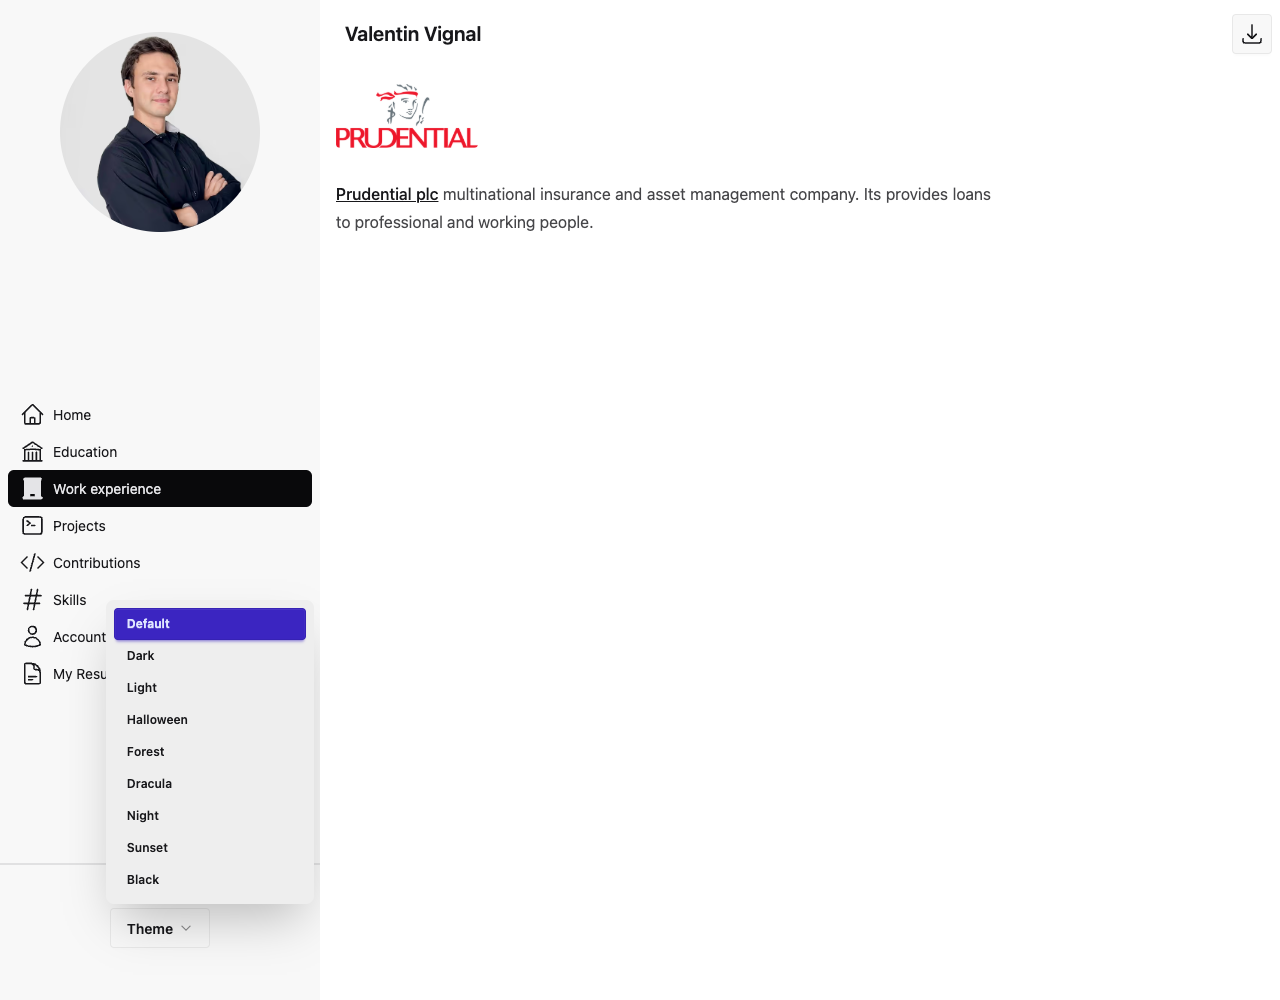 Valentin Vignal
PRUDENTIAL
Prudential plc multinational insurance and asset management company. Its provides loans
to professional and working people.
Home
Education
Work experience
Projects
Contributions
Skills
Account
My Resu
Default
Dark
Light
Halloween
Forest
Dracula
Night
Sunset
Black
Theme